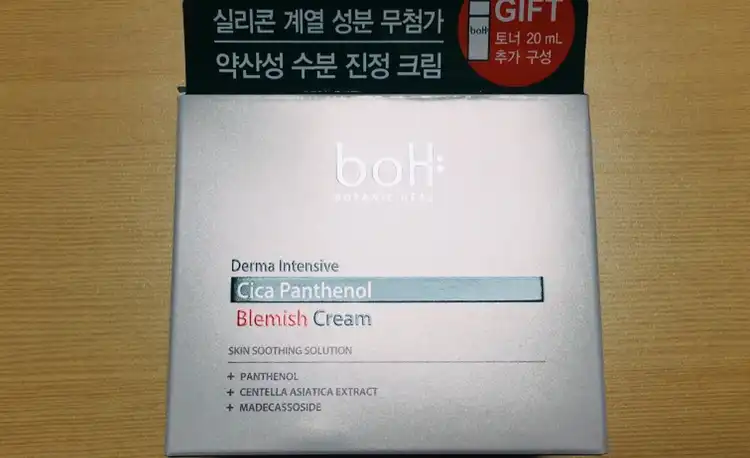 실리콘 계열 성분 무첨가
약산성 수분 진정 크림
GIFT
boH
토너 20 mL
추가 구성
boH:
BOTANIC HEAL
Derma Intensive
Cica Panthenol
Blemish Cream
SKIN SOOTHING SOLUTION
+ PANTHENOL
+ CENTELLA ASIATICA EXTRACT
+ MADECASSOSIDE